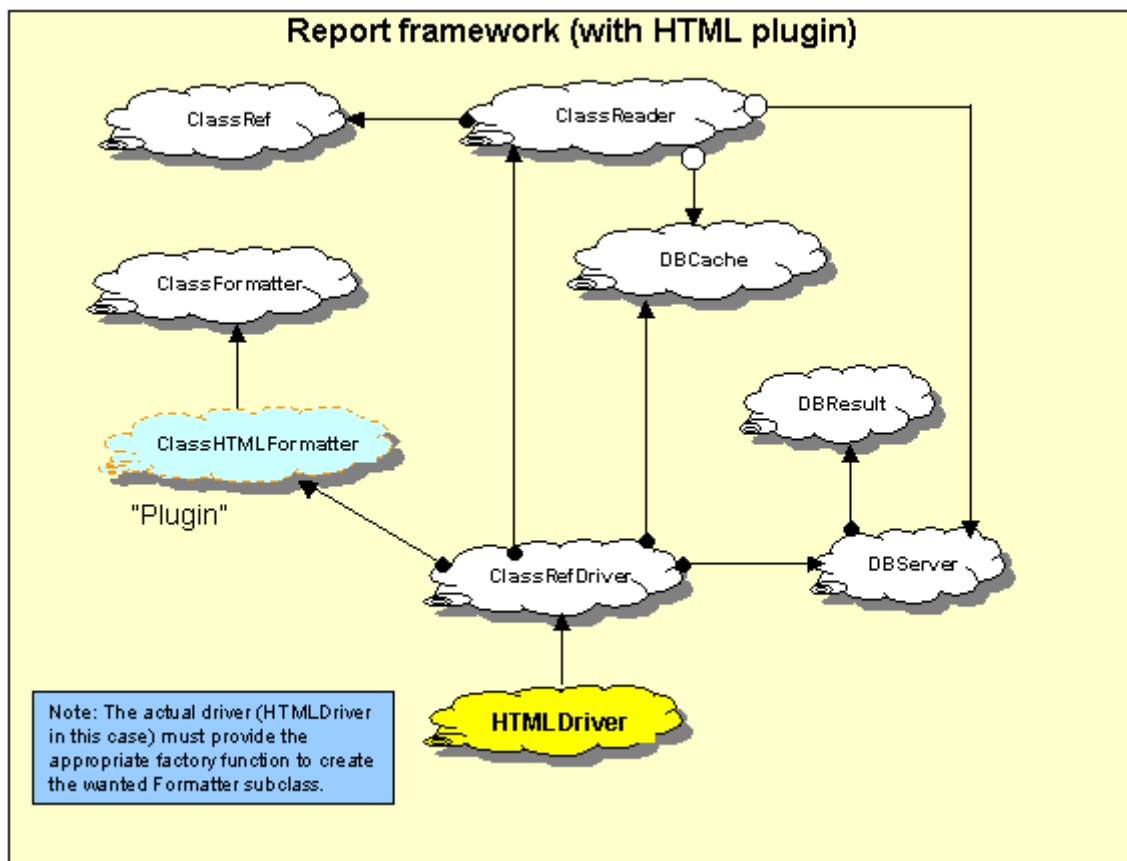 Report framework (with HTML plugin)
ClassRef
ClassReader
DBCache
ClassFormatter
DBResult
ClassHTMLFormatter
"Plugin"
ClassRefDriver
DBServer
HTMLDriver
Note: The actual driver (HTMLDriver
in this case) must provide the
appropriate factory function to create
the wanted Formatter subclass.